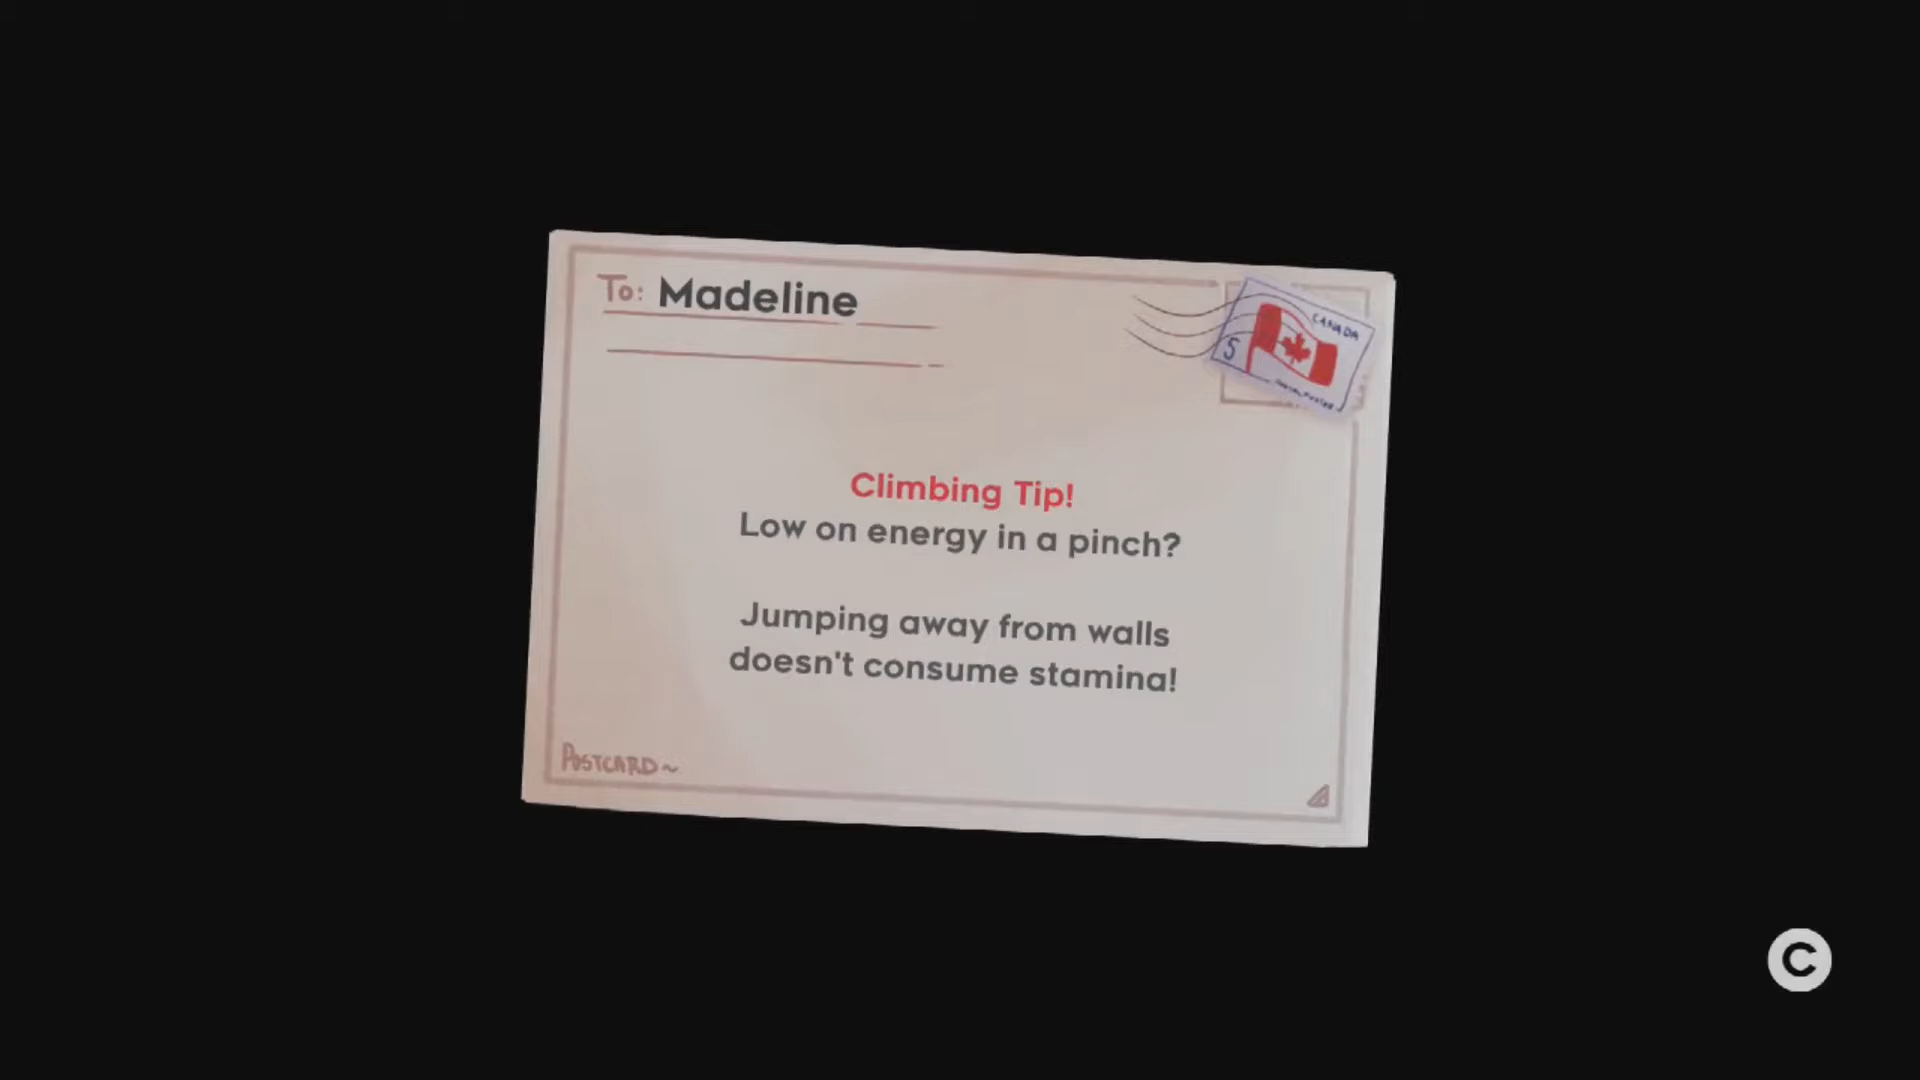 To: Madeline
CANADA
5
Climbing Tip!
Low on energy in a pinch?
Jumping away from walls
doesn't consume stamina!
POSTCARD~
C